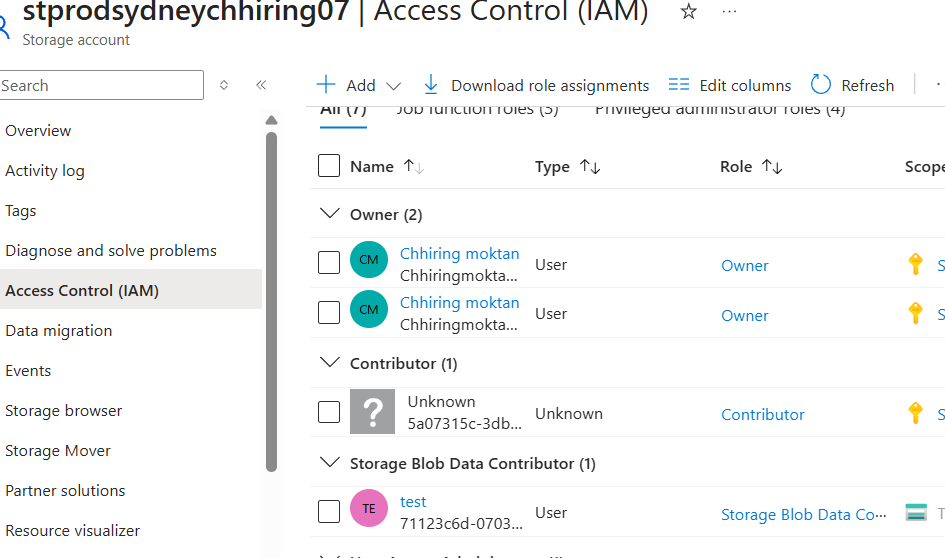 stprodsydneychhiring07 | Access Control (IAM)
Storage account
Search
Add
Download role assignments
Edit columns
Refresh
Overview
Activity log
Tags
Diagnose and solve problems
Access Control (IAM)
Data migration
Events
Storage browser
Storage Mover
Partner solutions
Resource visualizer
All (7) Job function roles (3) Privileged administrator roles (4)
Name Type Role Scope
Owner (2)
CM Chhiring moktan User Owner S
Chhiringmokta...
CM Chhiring moktan User Owner S
Chhiringmokta...
Contributor (1)
? Unknown Unknown Contributor S
5a07315c-3db...
Storage Blob Data Contributor (1)
TE test User Storage Blob Data Co... T
71123c6d-0703...